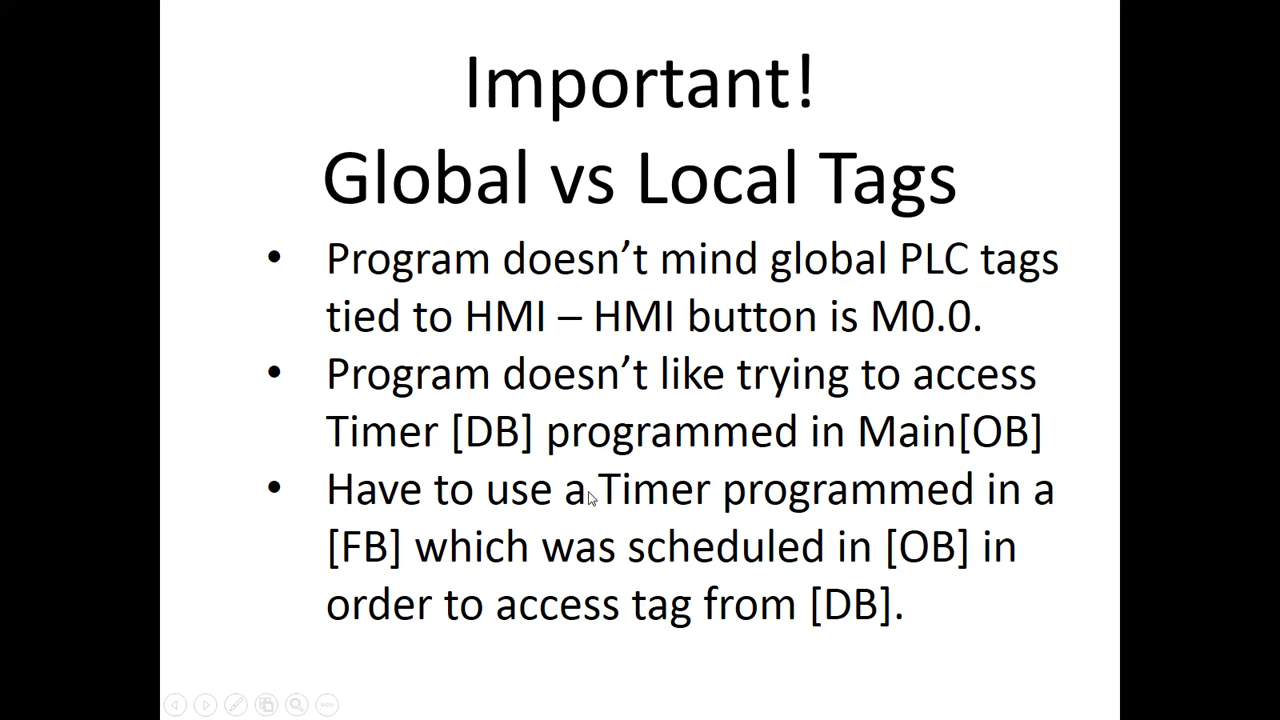 Important!
Global vs Local Tags
• Program doesn’t mind global PLC tags
tied to HMI – HMI button is M0.0.
• Program doesn’t like trying to access
Timer [DB] programmed in Main[OB]
• Have to use a Timer programmed in a
[FB] which was scheduled in [OB] in
order to access tag from [DB].